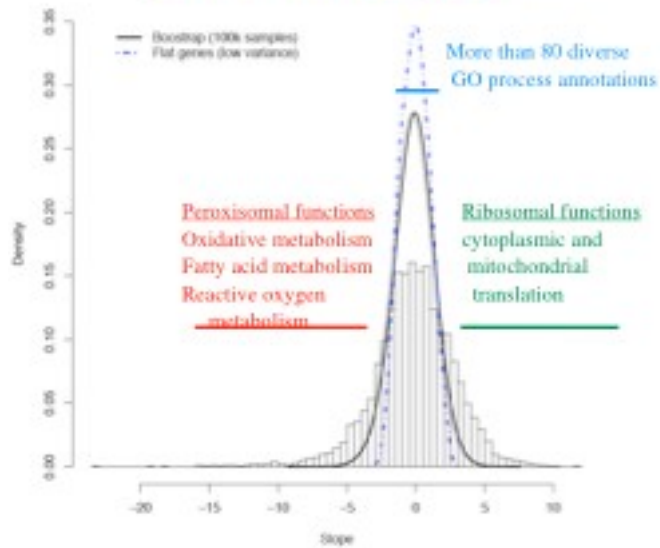 Bootstrap (100k samples)
Flat genes (low variance)
More than 80 diverse
GO process annotations
Peroxisomal functions
Oxidative metabolism
Fatty acid metabolism
Reactive oxygen
metabolism
Ribosomal functions
cytoplasmic and
mitochondrial
translation
Density
0.35
0.30
0.25
0.20
0.15
0.10
0.05
0.00
-20
-15
-10
-5
0
5
10
Slope